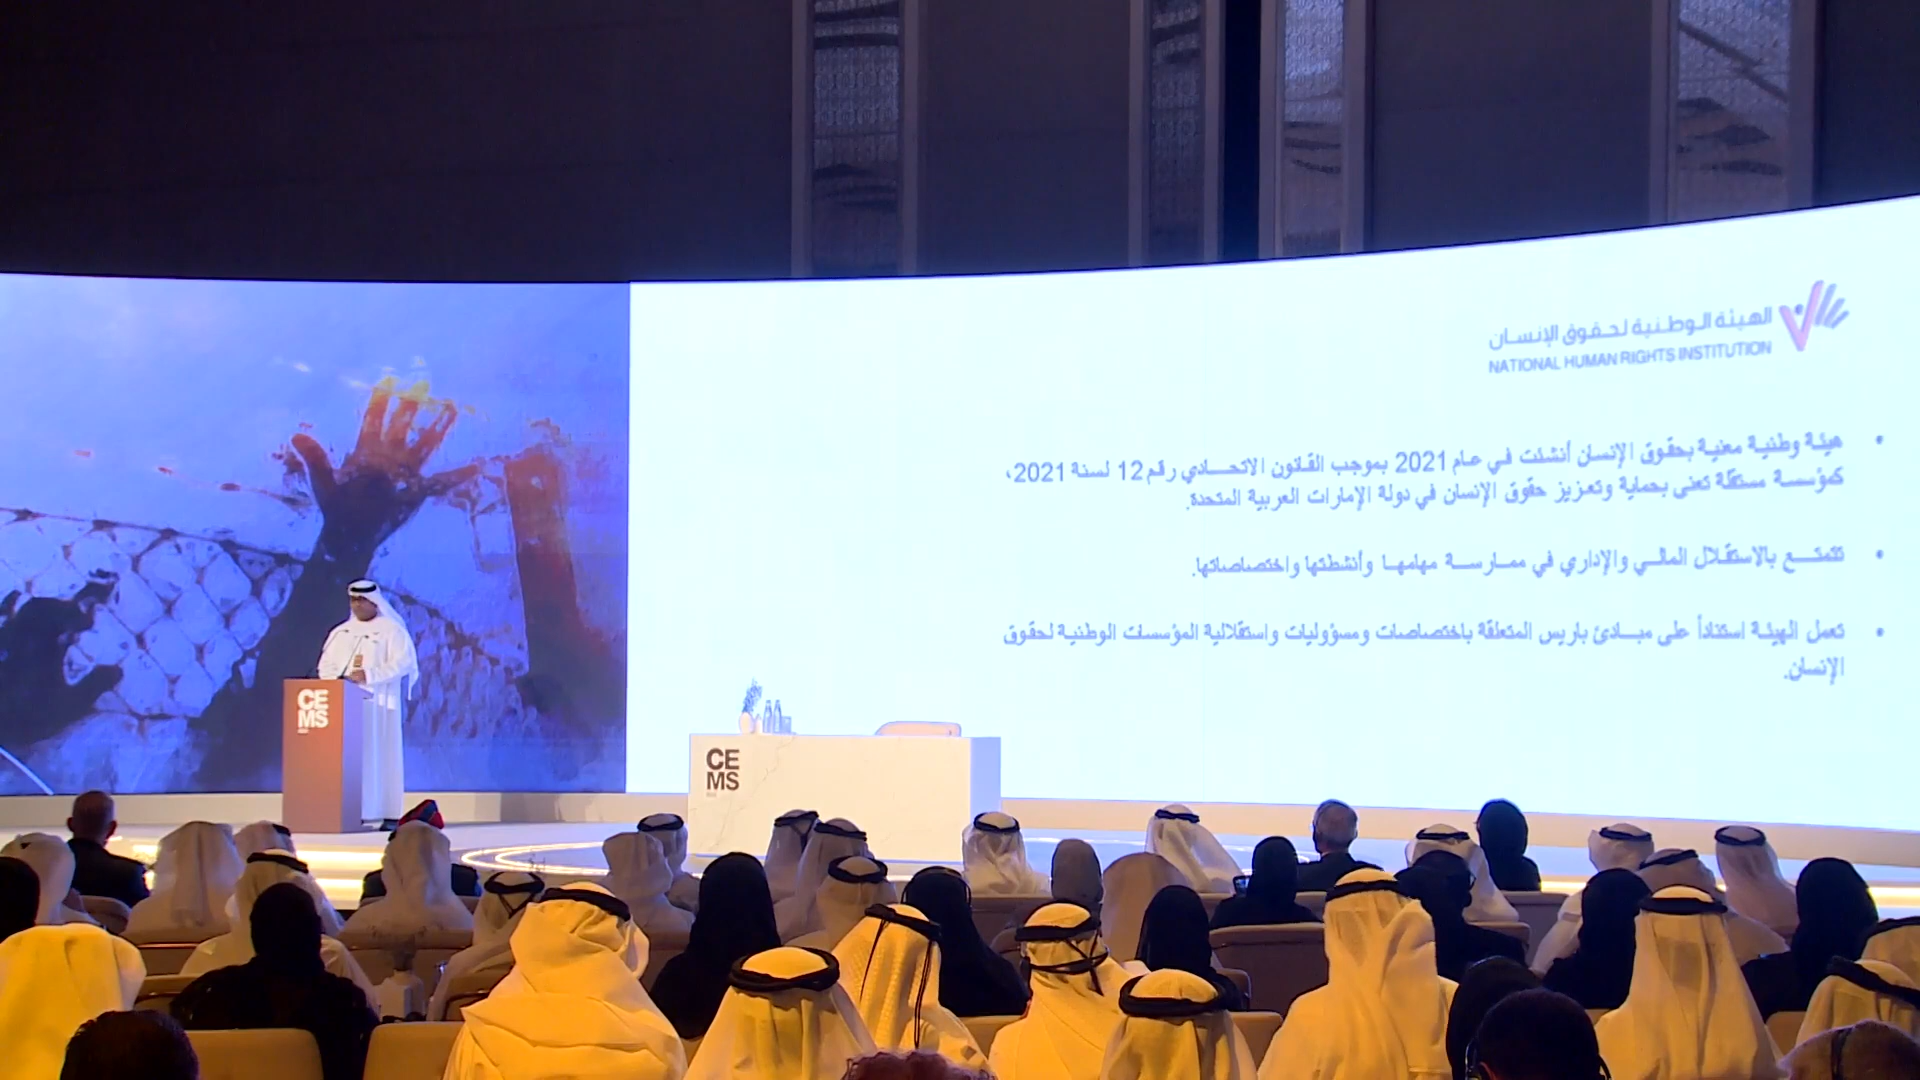 الهيئة الوطنية لحقوق الإنسان
NATIONAL HUMAN RIGHTS INSTITUTION
• هيئة وطنية معنية بحقوق الإنسان أنشئت في عام 2021 بموجب القانون الاتحادي رقم 12 لسنة 2021،
كمؤسسة مستقلة تعنى بحماية وتعزيز حقوق الإنسان في دولة الإمارات العربية المتحدة.
• تتمتع بالاستقلال المالي والإداري في ممارسة مهامها وأنشطتها واختصاصاتها.
• تعمل الهيئة استناداً على مبادئ باريس المتعلقة باختصاصات ومسؤوليات واستقلالية المؤسسات الوطنية لحقوق
الإنسان.
CE
MS
CE
MS